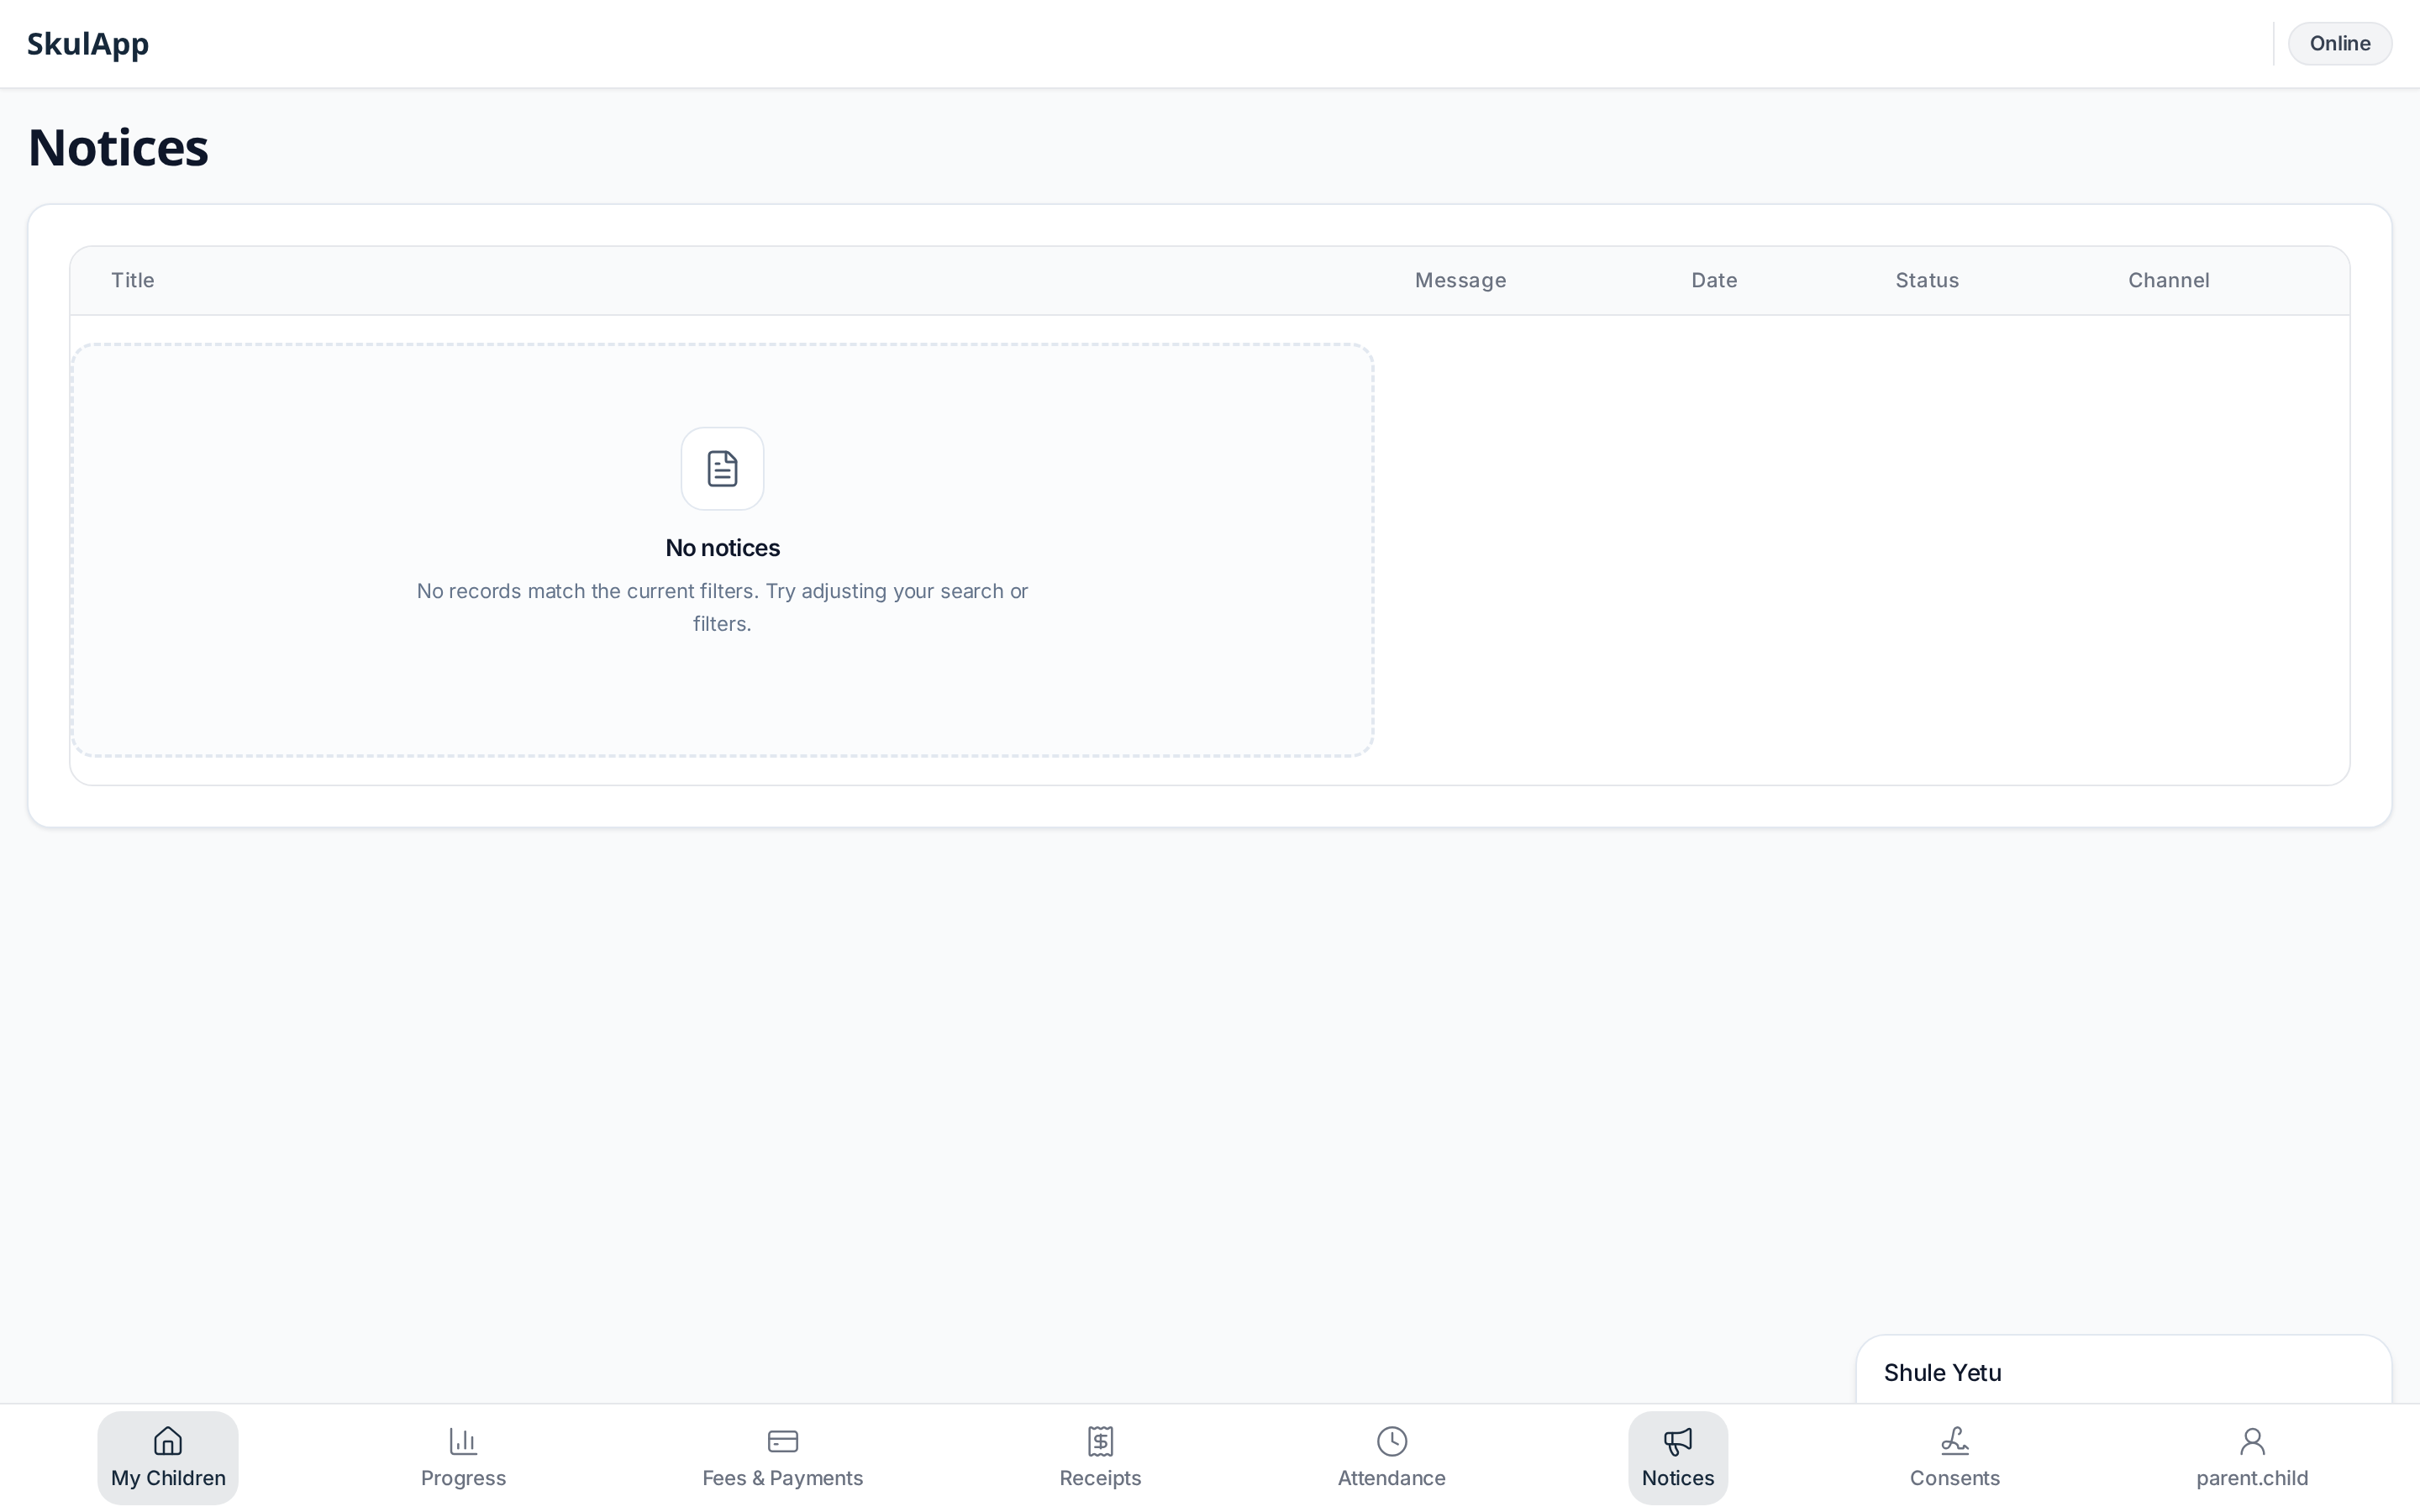 SkulApp
Online
Notices
Title
Message
Date
Status
Channel
No notices
No records match the current filters. Try adjusting your search or
filters.
Shule Yetu
My Children
Progress
Fees & Payments
Receipts
Attendance
Notices
Consents
parent.child